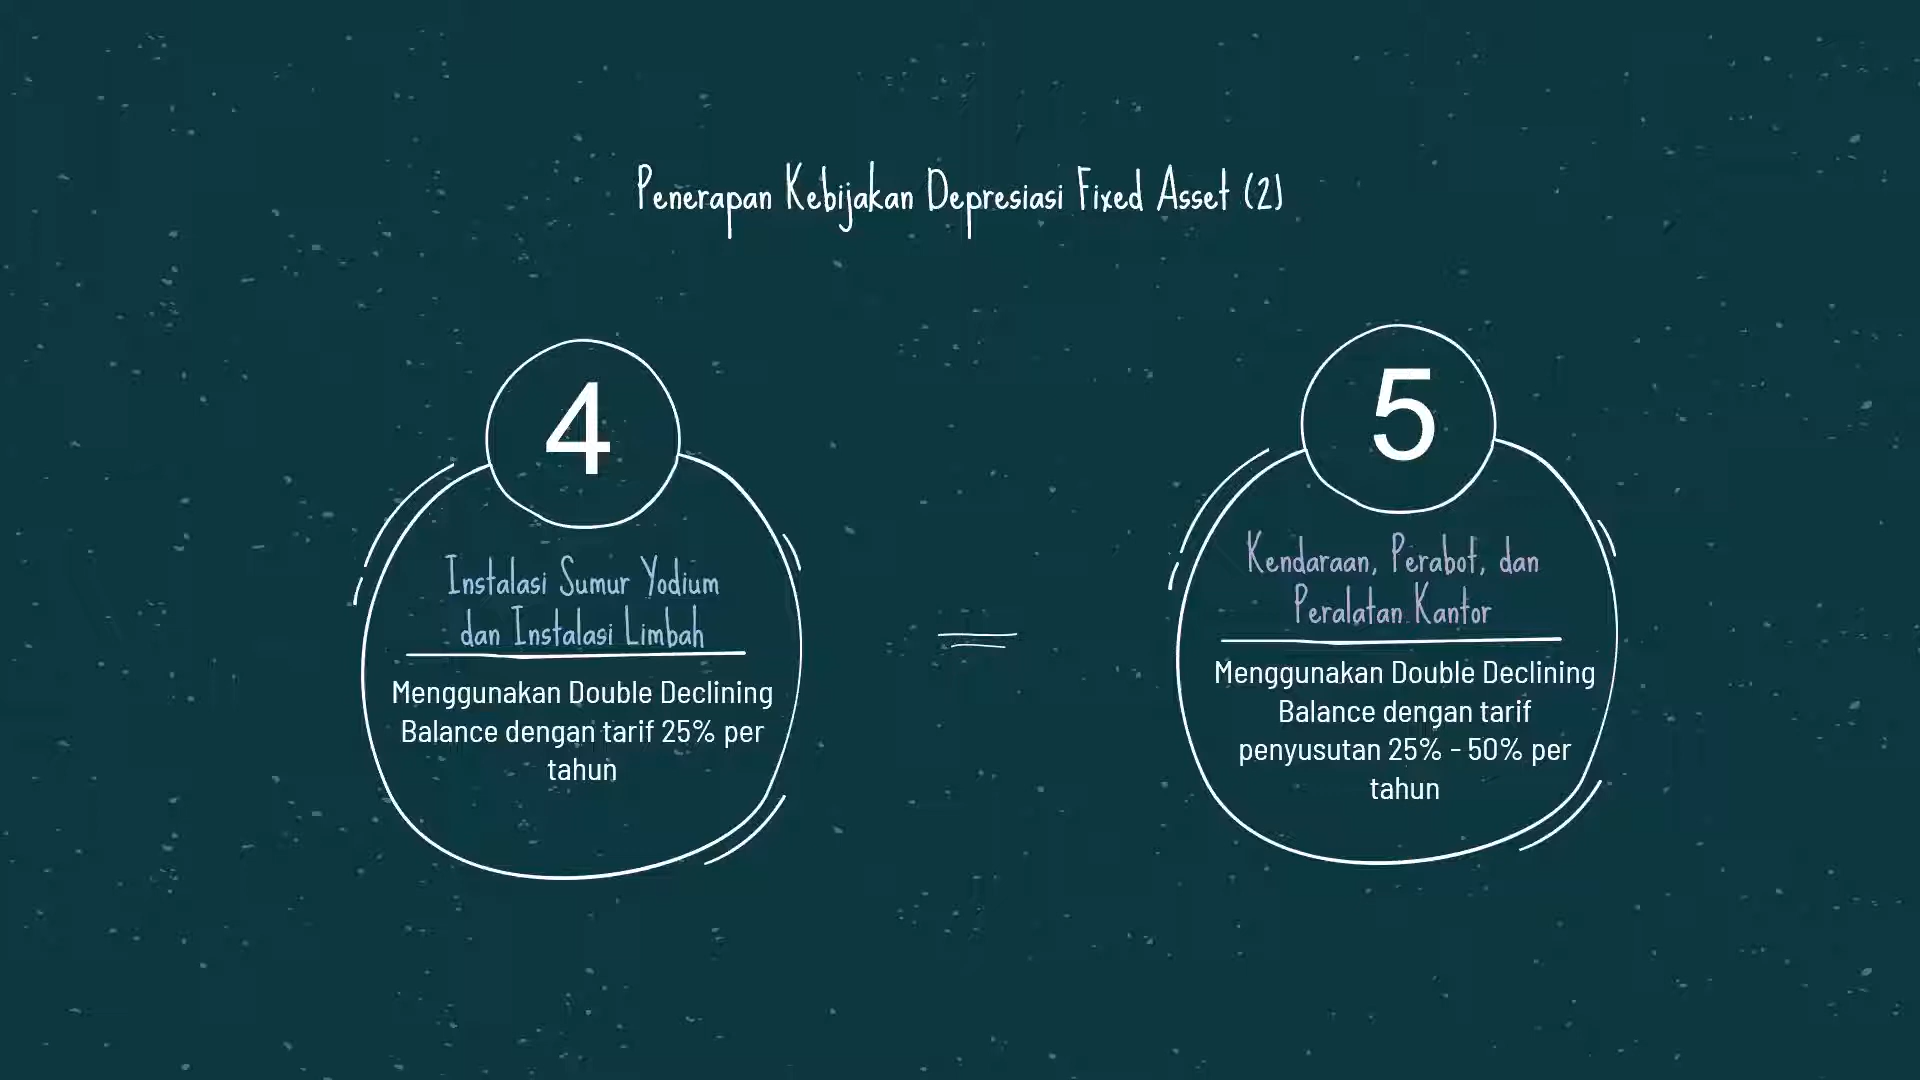 Penerapan Kebijakan Depresiasi Fixed Asset (2)
4
Instalasi Sumur Yodium
dan Instalasi Limbah
Menggunakan Double Declining
Balance dengan tarif 25% per
tahun
5
Kendaraan, Perabot, dan
Peralatan Kantor
Menggunakan Double Declining
Balance dengan tarif
penyusutan 25% - 50% per
tahun